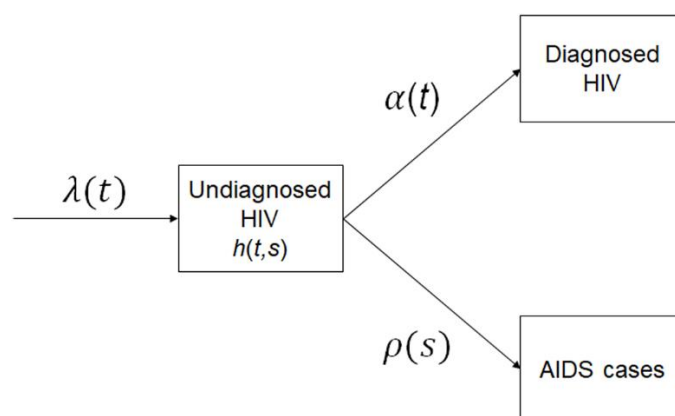 λ(t)
Undiagnosed
HIV
h(t,s)
α(t)
Diagnosed
HIV
ρ(s)
AIDS cases